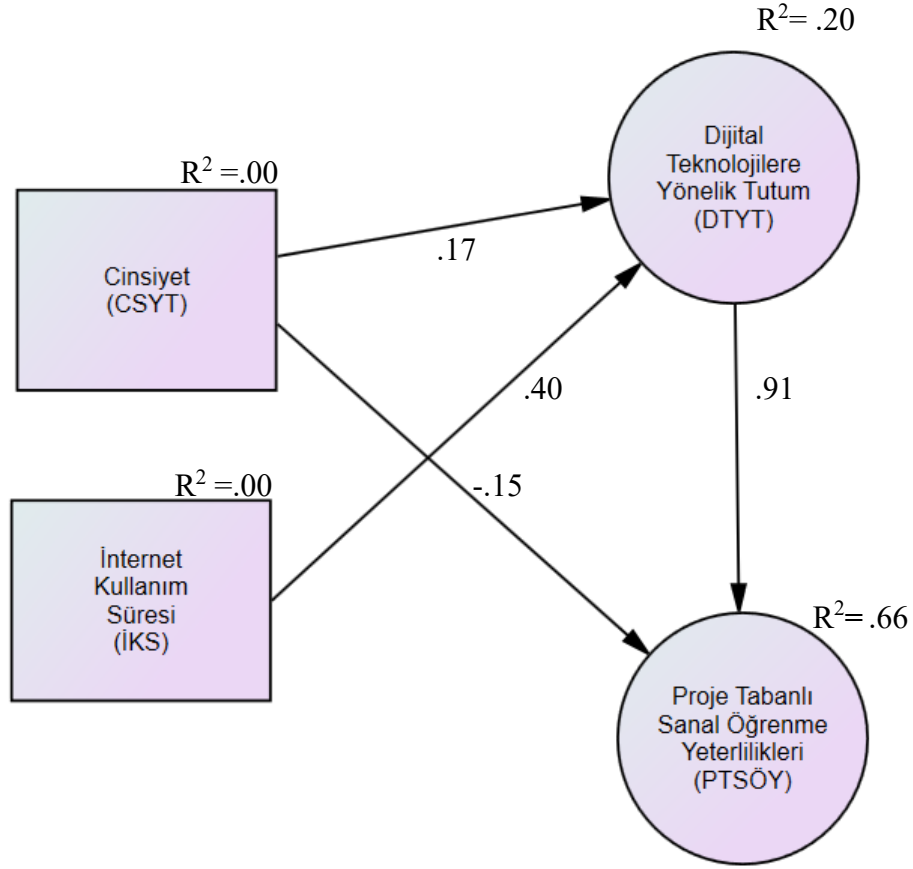 R²= .20
Dijital
Teknolojilere
Yönelik Tutum
(DTYT)
R² =.00
Cinsiyet
(CSYT)
.17
.40
.91
R² =.00
-.15
İnternet
Kullanım
Süresi
(İKS)
R²= .66
Proje Tabanlı
Sanal Öğrenme
Yeterlilikleri
(PTSÖY)